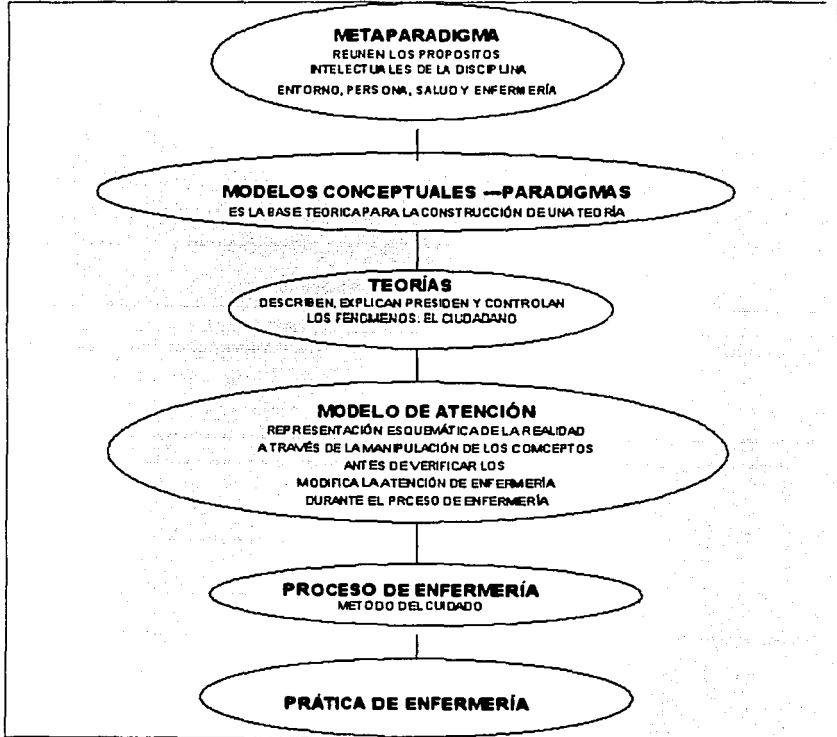 METAPARADIGMA
REUNEN LOS PROPOSITOS
INTELECTUALES DE LA DISCIPLINA
ENTORNO, PERSONA, SALUD Y ENFERMERÍA
MODELOS CONCEPTUALES —PARADIGMAS
ES LA BASE TEORICA PARA LA CONSTRUCCIÓN DE UNA TEORÍA
TEORÍAS
DESCRIBEN, EXPLICAN PRESIDEN Y CONTROLAN
LOS FENOMENOS: EL CIUDADANO
MODELO DE ATENCIÓN
REPRESENTACIÓN ESQUEMÁTICA DE LA REALIDAD
A TRAVÉS DE LA MANIPULACIÓN DE LOS COMCEPTOS
ANTES DE VERIFICAR LOS
MODIFICA LA ATENCIÓN DE ENFERMERÍA
DURANTE EL PRCESO DE ENFERMERÍA
PROCESO DE ENFERMERÍA
METODO DEL CUIDADO
PRÁTICA DE ENFERMERÍA